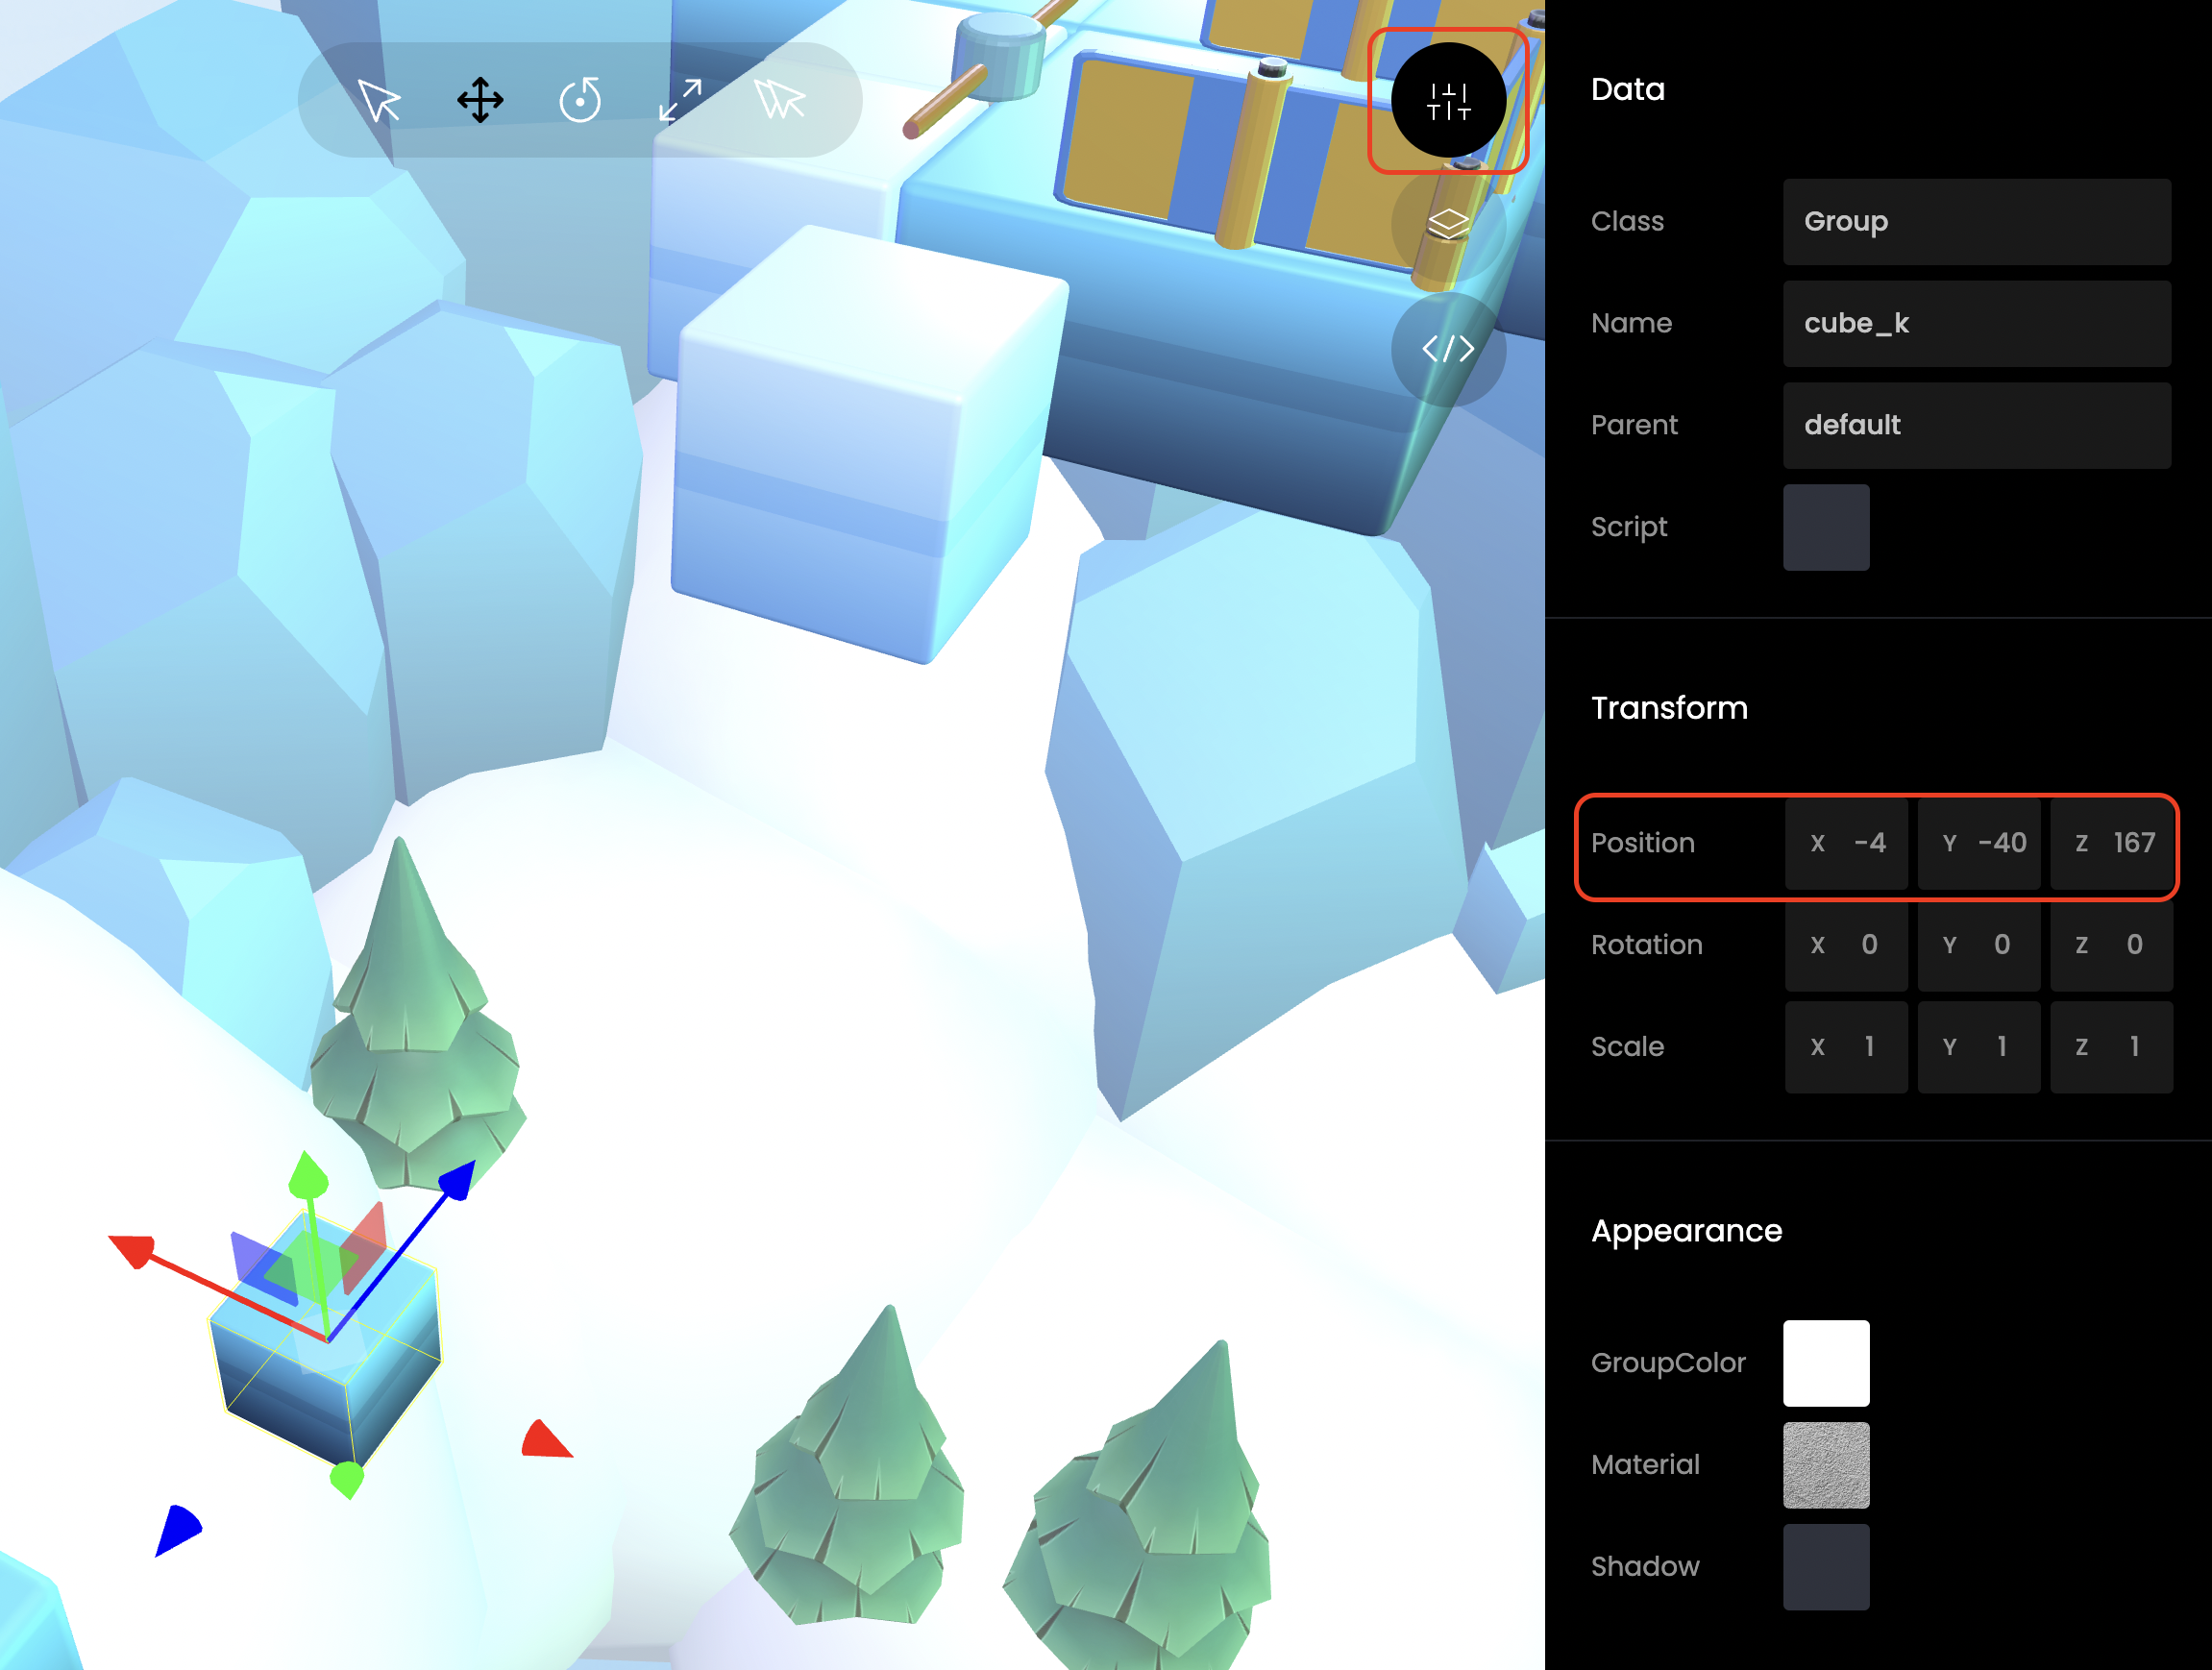 Data
Class Group
Name cube_k
Parent default
Script
Transform
Position X -4 Y -40 Z 167
Rotation X 0 Y 0 Z 0
Scale X 1 Y 1 Z 1
Appearance
GroupColor
Material
Shadow